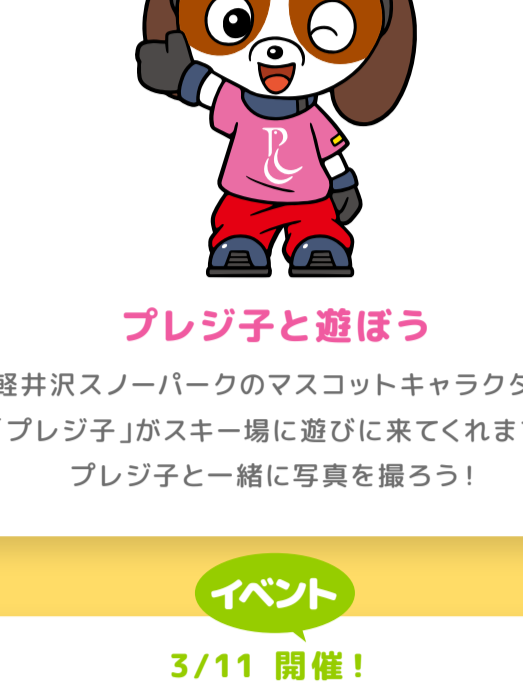 プレジ子と遊ぼう
軽井沢スノーパークのマスコットキャラクタ
「プレジ子」がスキー場に遊びに来てくれま
プレジ子と一緒に写真を撮ろう!
イベント
3/11 開催!